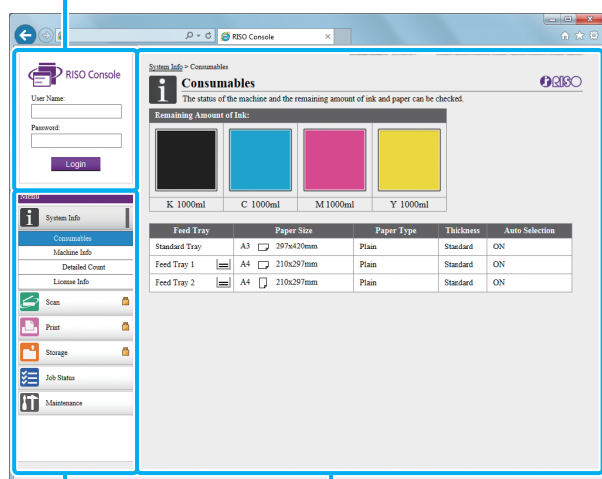 RISO Console
RISO Console
User Name:
Password:
Login
Menu
System Info
Consumables
Machine Info
Detailed Count
License Info
Scan
Print
Storage
Job Status
Maintenance
System Info > Consumables
Consumables
RISO
The status of the machine and the remaining amount of ink and paper can be checked.
Remaining Amount of Ink:
K 1000ml C 1000ml M 1000ml Y 1000ml
Feed Tray Paper Size Paper Type Thickness Auto Selection
Standard Tray A3 297x420mm Plain Standard ON
Feed Tray 1 A4 210x297mm Plain Standard ON
Feed Tray 2 A4 210x297mm Plain Standard ON